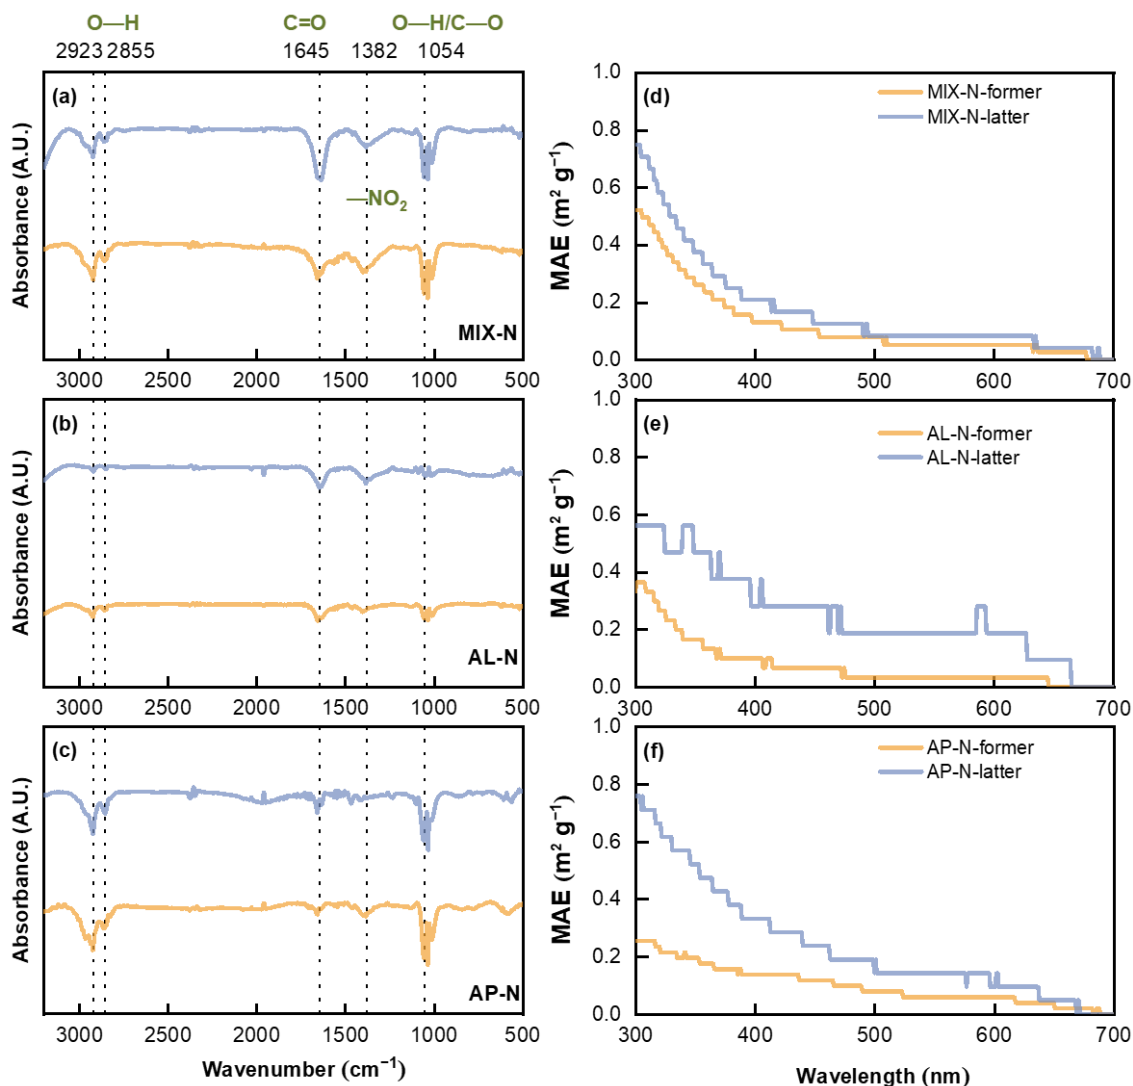 O—H C=O O—H/C—O
2923 2855 1645 1382 1054
(a)
—NO₂
MIX-N
Absorbance (A.U.)
3000 2500 2000 1500 1000 500
(b)
AL-N
Absorbance (A.U.)
3000 2500 2000 1500 1000 500
(c)
AP-N
Absorbance (A.U.)
3000 2500 2000 1500 1000 500
Wavenumber (cm⁻¹)
(d)
MIX-N-former
MIX-N-latter
MAE (m² g⁻¹)
1.0
0.8
0.6
0.4
0.2
0.0
300 400 500 600 700
(e)
AL-N-former
AL-N-latter
MAE (m² g⁻¹)
1.0
0.8
0.6
0.4
0.2
0.0
300 400 500 600 700
(f)
AP-N-former
AP-N-latter
MAE (m² g⁻¹)
1.0
0.8
0.6
0.4
0.2
0.0
300 400 500 600 700
Wavelength (nm)